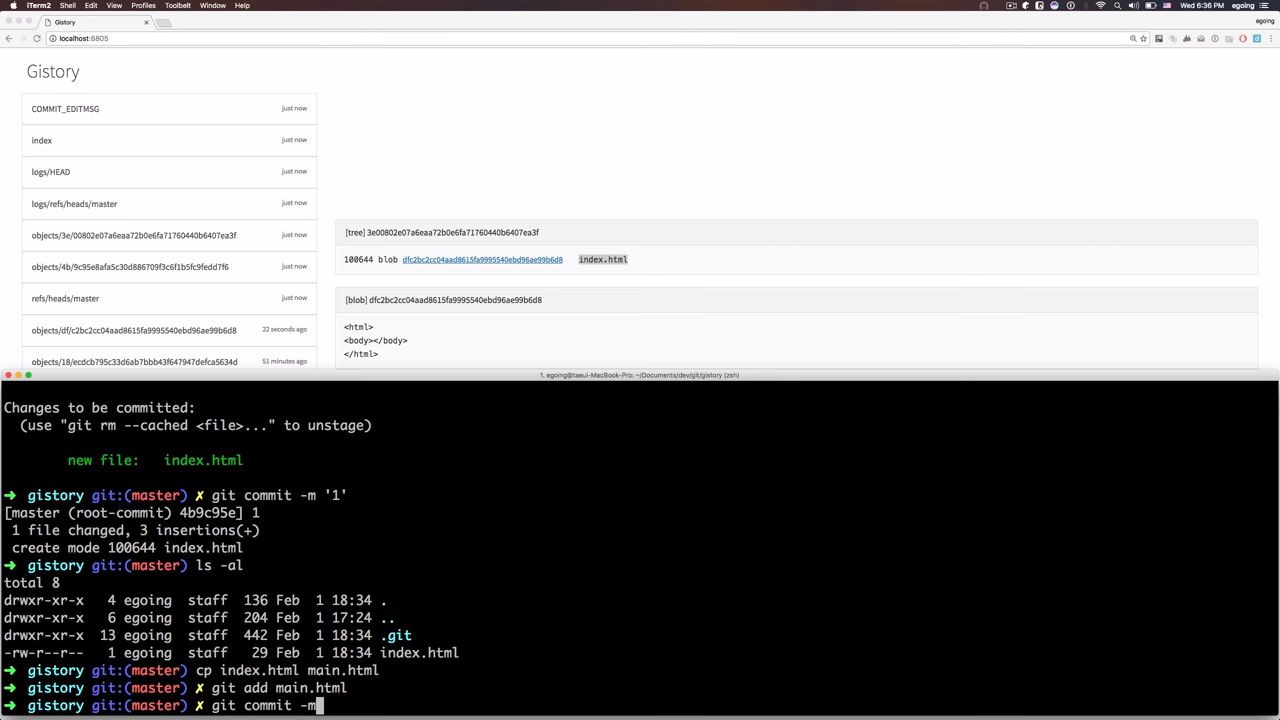 iTerm2 Shell Edit View Profiles Toolbelt Window Help
Wed 6:36 PM egoing
Gistory
egoing
localhost:8805
Gistory
COMMIT_EDITMSG just now
index just now
logs/HEAD just now
logs/refs/heads/master just now
objects/3e/00802e07a6eaa72b0e6fa71760440b6407ea3f just now
objects/4b/9c95e8afa5c30d886709f3c6f1b5fc9fedd7f6 just now
refs/heads/master just now
objects/df/c2bc2cc04aad8615fa9995540ebd96ae99b6d8 22 seconds ago
objects/18/ecdcb795c33d6ab7bbb43f647947defca5634d 51 minutes ago
[tree] 3e00802e07a6eaa72b0e6fa71760440b6407ea3f
100644 blob dfc2bc2cc04aad8615fa9995540ebd96ae99b6d8 index.html
[blob] dfc2bc2cc04aad8615fa9995540ebd96ae99b6d8
<html>
<body></body>
</html>
1. egoing@taeui-MacBook-Pro: ~/Documents/dev/git/gistory (zsh)
Changes to be committed:
(use "git rm --cached <file>..." to unstage)
new file: index.html
➜ gistory git:(master) ✗ git commit -m '1'
[master (root-commit) 4b9c95e] 1
1 file changed, 3 insertions(+)
create mode 100644 index.html
➜ gistory git:(master) ls -al
total 8
drwxr-xr-x 4 egoing staff 136 Feb 1 18:34 .
drwxr-xr-x 6 egoing staff 204 Feb 1 17:24 ..
drwxr-xr-x 13 egoing staff 442 Feb 1 18:34 .git
-rw-r--r-- 1 egoing staff 29 Feb 1 18:34 index.html
➜ gistory git:(master) cp index.html main.html
➜ gistory git:(master) ✗ git add main.html
➜ gistory git:(master) ✗ git commit -m